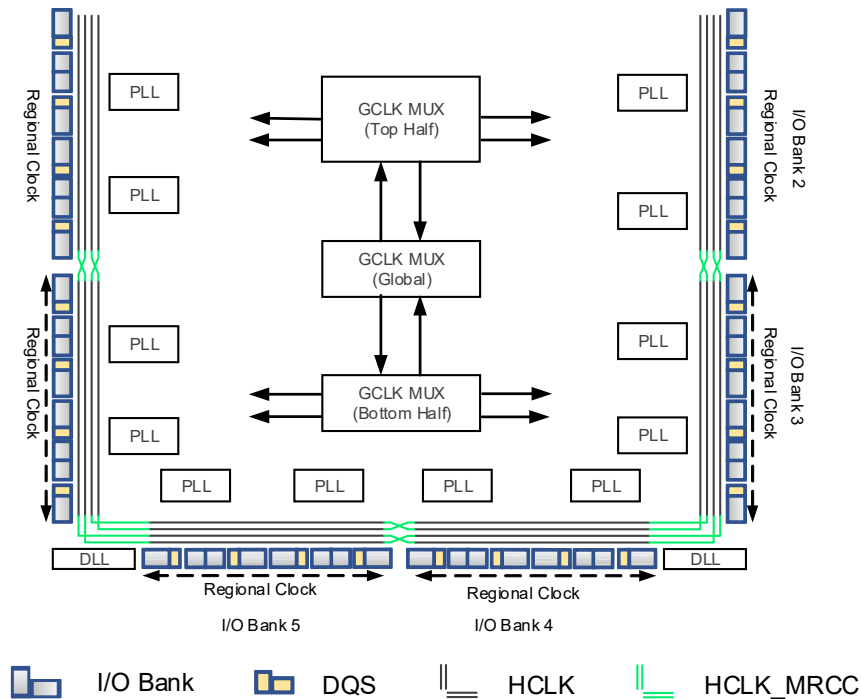 Regional Clock
PLL
GCLK MUX
(Top Half)
PLL
I/O Bank 2
Regional Clock
PLL
PLL
GCLK MUX
(Global)
Regional Clock
PLL
PLL
I/O Bank 3
Regional Clock
GCLK MUX
(Bottom Half)
PLL
PLL
PLL
PLL
PLL
PLL
DLL
DLL
Regional Clock
Regional Clock
I/O Bank 5
I/O Bank 4
I/O Bank
DQS
HCLK
HCLK_MRCC